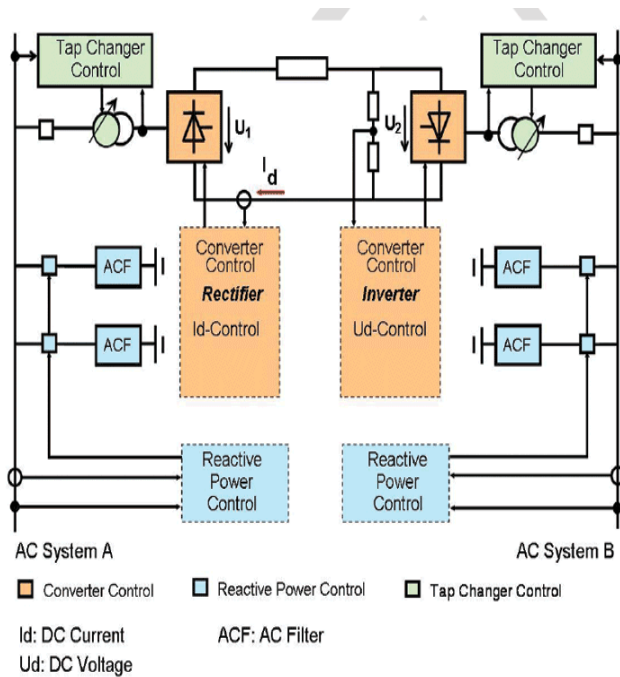 Tap Changer
Control
Tap Changer
Control
U1
U2
Id
Converter
Control
Rectifier
Id-Control
Converter
Control
Inverter
Ud-Control
ACF
ACF
ACF
ACF
Reactive
Power
Control
Reactive
Power
Control
AC System A
AC System B
Converter Control
Reactive Power Control
Tap Changer Control
Id: DC Current
ACF: AC Filter
Ud: DC Voltage